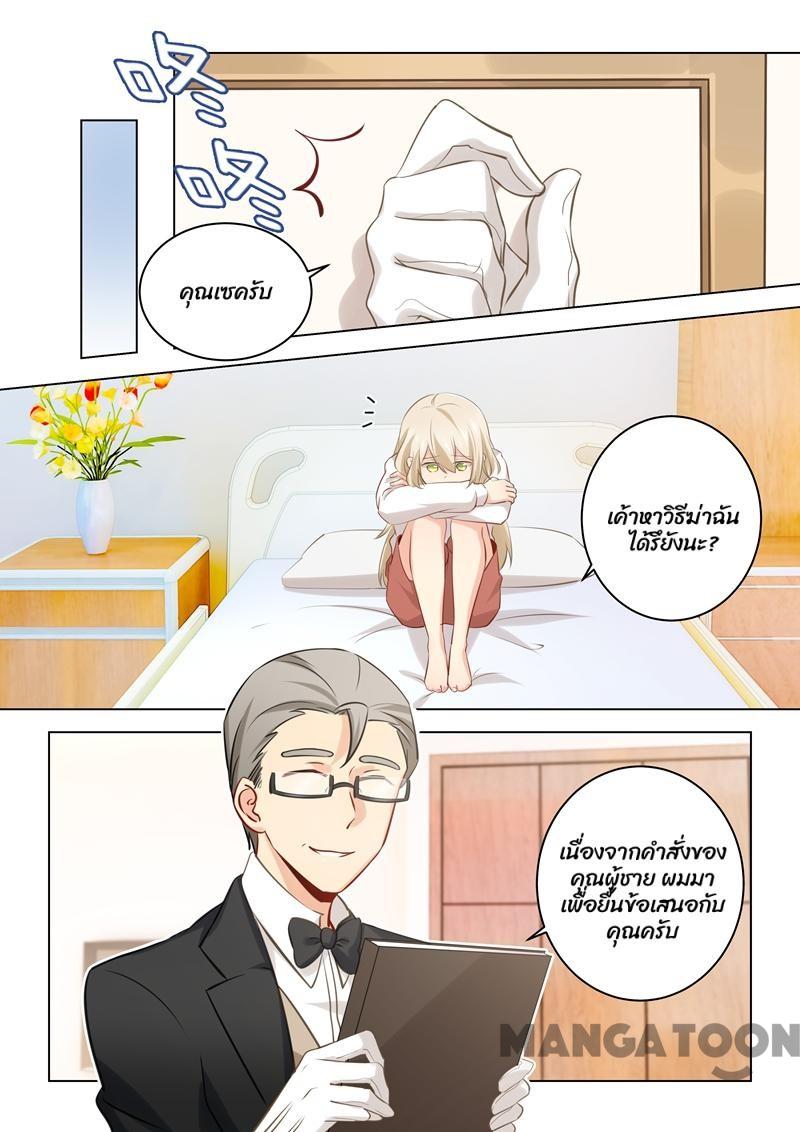 咚
咚
คุณเซครับ
เค้าหาวิธีฆ่าฉัน
ได้รึยังนะ?
เนื่องจากคำสั่งของ
คุณผู้ชาย ผมมา
เพื่อยื่นข้อเสนอกับ
คุณครับ
MANGATOON